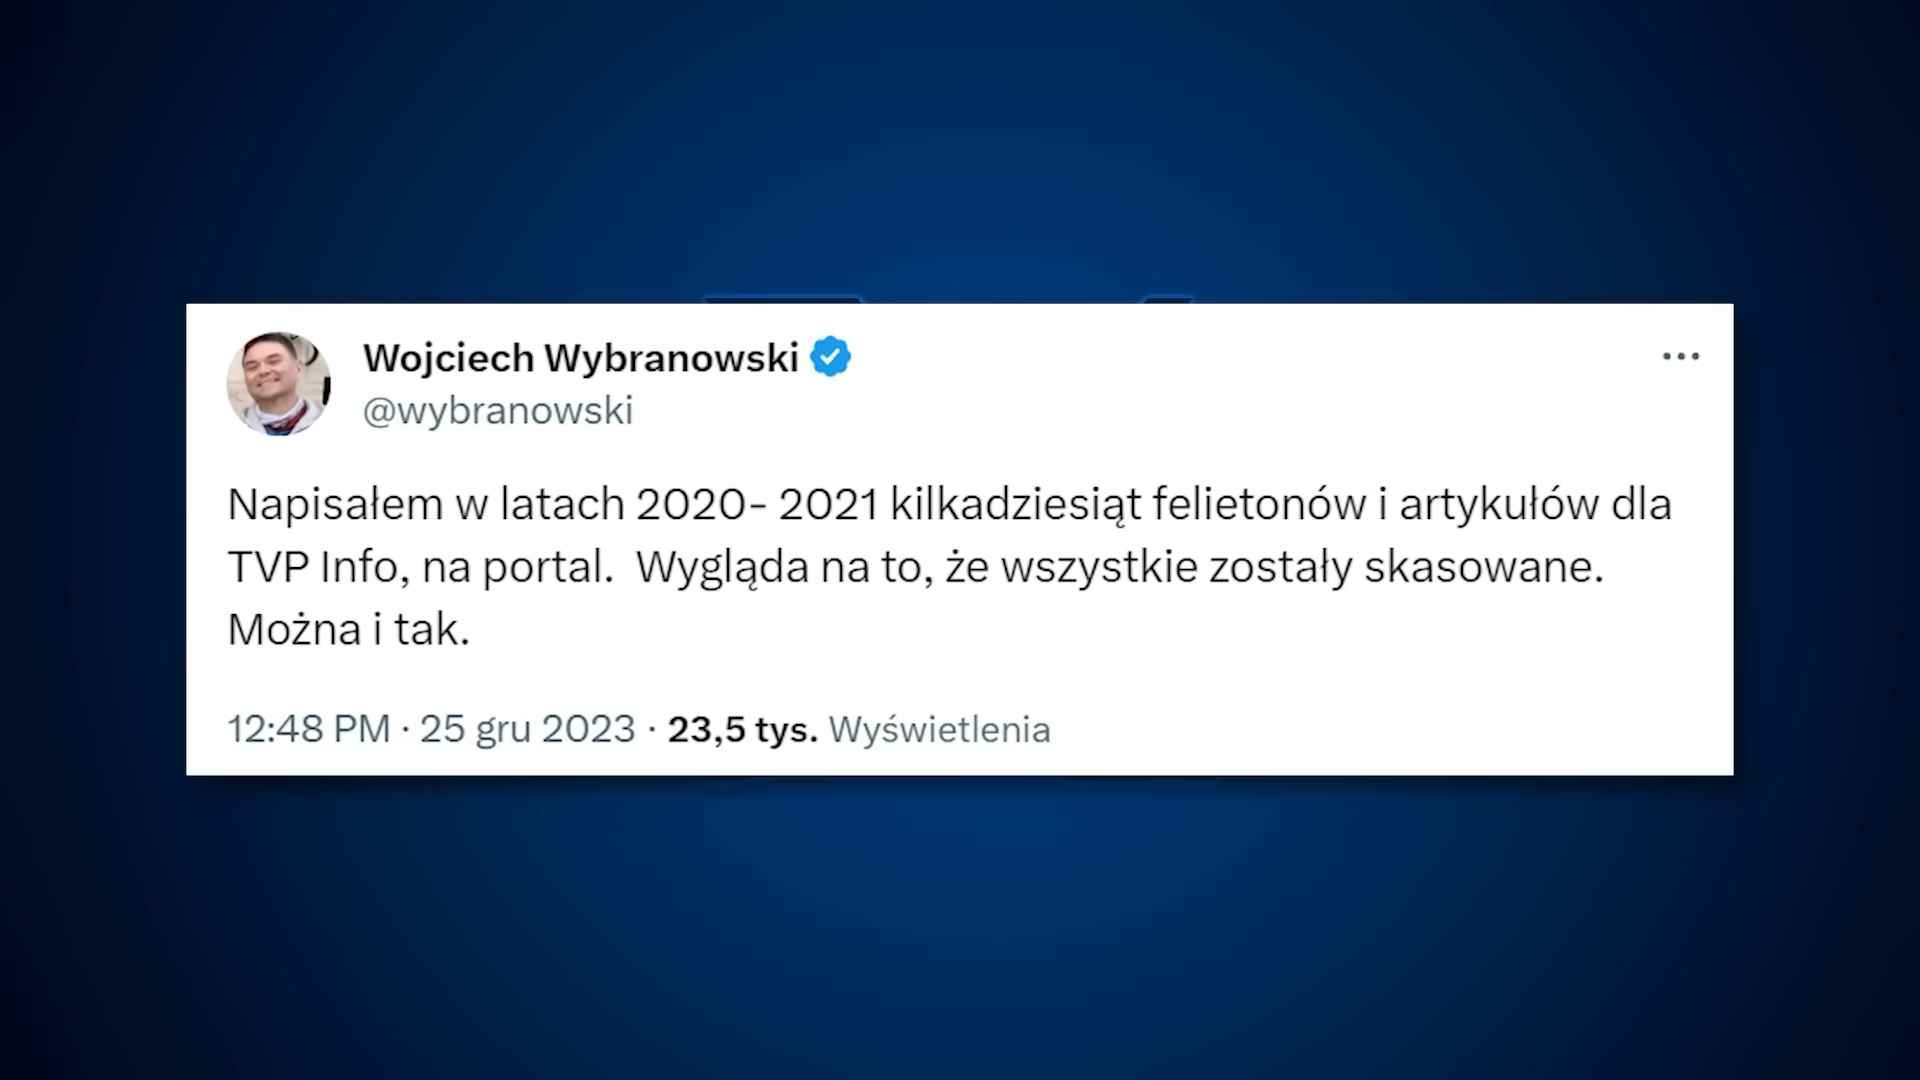 Wojciech Wybranowski
@wybranowski
Napisałem w latach 2020- 2021 kilkadziesiąt felietonów i artykułów dla
TVP Info, na portal.  Wygląda na to, że wszystkie zostały skasowane.
Można i tak.
12:48 PM · 25 gru 2023 · 23,5 tys. Wyświetlenia